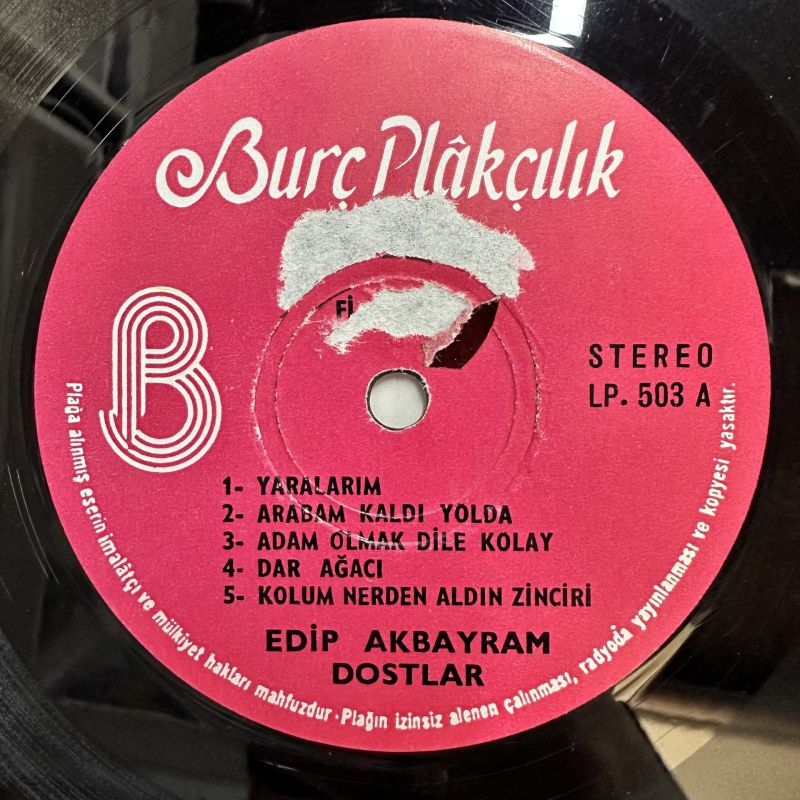 Burç Plâkçılık
Fİ
B
STEREO
LP. 503 A
1- YARALARIM
2- ARABAM KALDI YOLDA
3- ADAM OLMAK DİLE KOLAY
4- DAR AĞACI
5- KOLUM NERDEN ALDIN ZİNCİRİ
EDİP AKBAYRAM
DOSTLAR
Plağa alınmış eserin imalâtçı ve mülkiyet hakları mahfuzdur · Plağın izinsiz alenen çalınması, radyoda yayınlanması ve kopyesi yasaktır.